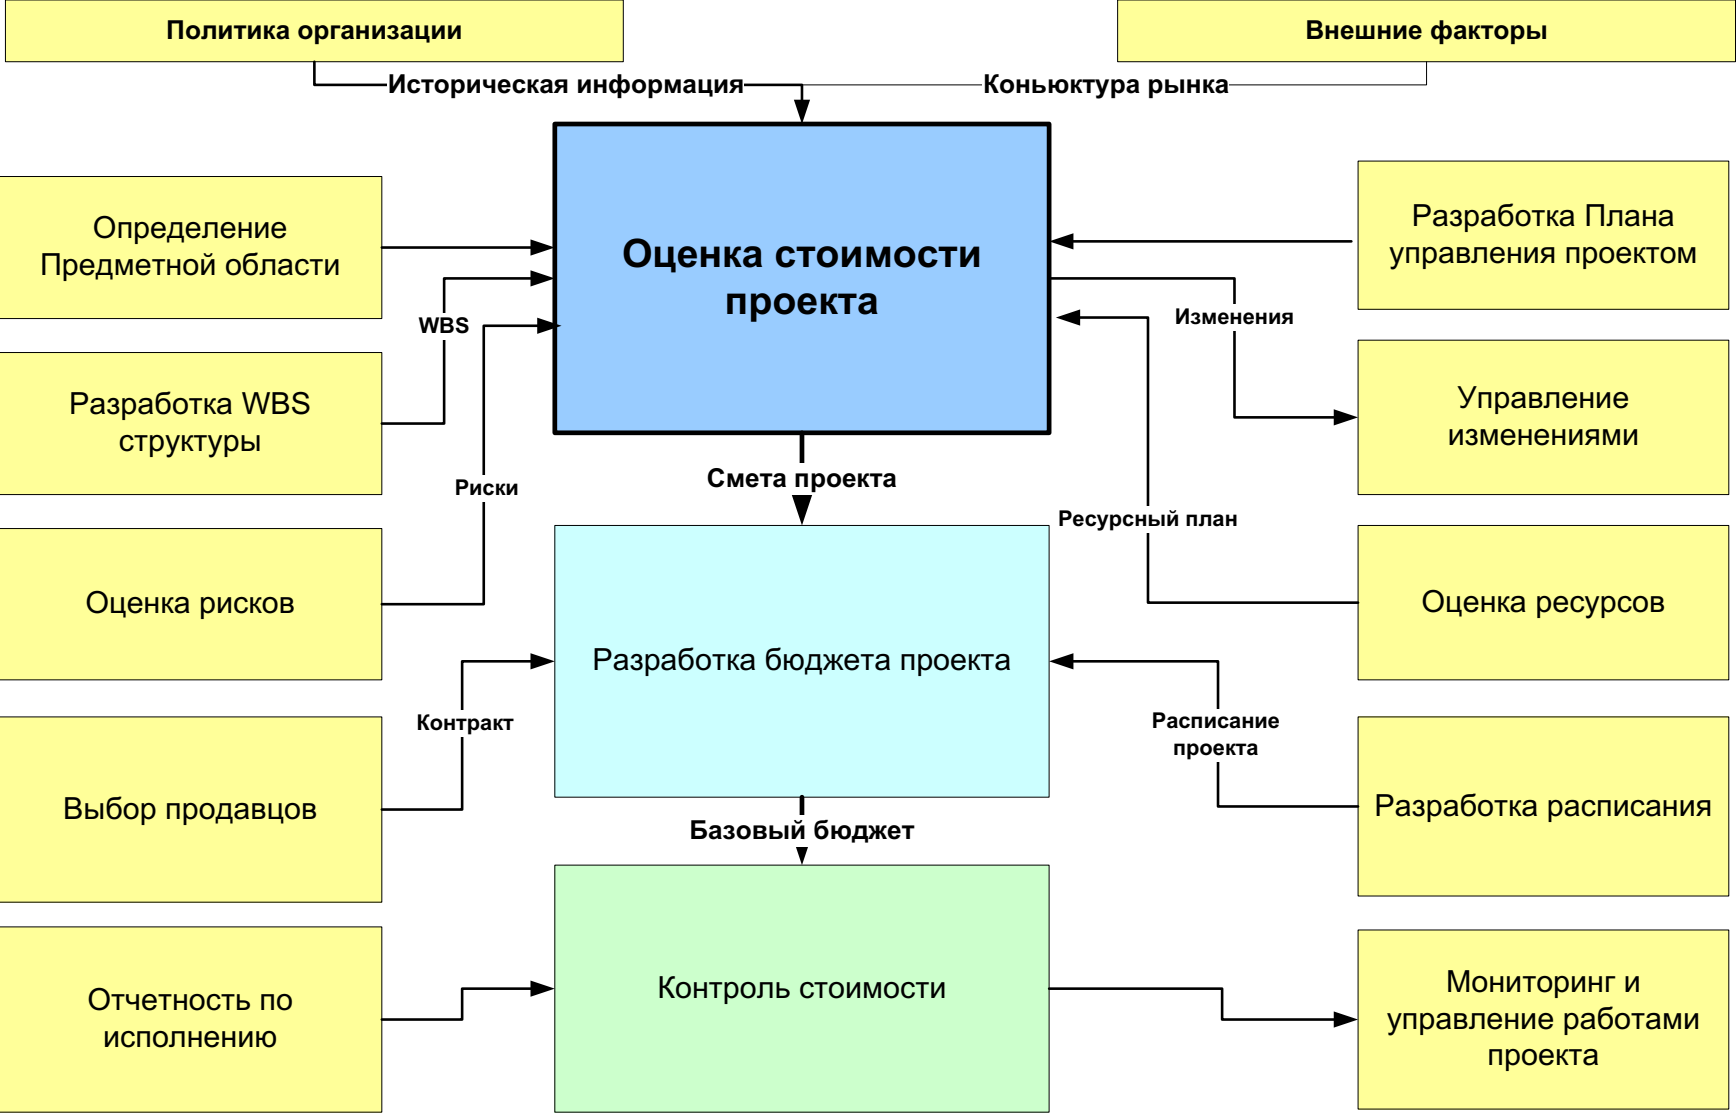 Политика организации
Внешние факторы
Историческая информация
Коньюктура рынка
Определение
Предметной области
Оценка стоимости
проекта
Разработка Плана
управления проектом
WBS
Изменения
Разработка WBS
структуры
Управление
изменениями
Риски
Смета проекта
Ресурсный план
Оценка рисков
Разработка бюджета проекта
Оценка ресурсов
Контракт
Расписание
проекта
Выбор продавцов
Разработка расписания
Базовый бюджет
Отчетность по
исполнению
Контроль стоимости
Мониторинг и
управление работами
проекта